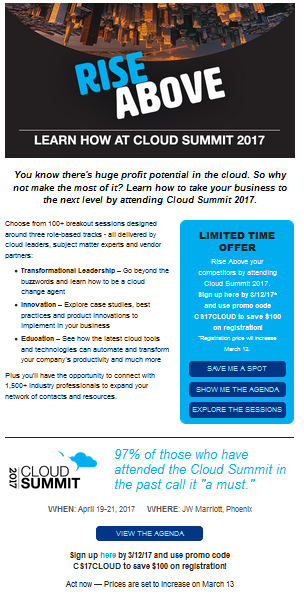 RISE
ABOVE
LEARN HOW AT CLOUD SUMMIT 2017
You know there's huge profit potential in the cloud. So why
not make the most of it? Learn how to take your business to
the next level by attending Cloud Summit 2017.
Choose from 100+ breakout sessions designed
around three role-based tracks - all delivered by
cloud leaders, subject matter experts and vendor
partners:
• Transformational Leadership – Go beyond the
buzzwords and learn how to be a cloud
change agent
• Innovation – Explore case studies, best
practices and product innovations to
implement in your business
• Education – See how the latest cloud tools
and technologies can automate and transform
your company's productivity and much more
Plus you'll have the opportunity to connect with
1,500+ industry professionals to expand your
network of contacts and resources.
LIMITED TIME
OFFER
Rise Above your
competitors by attending
Cloud Summit 2017.
Sign up here by 3/12/17*
and use promo code
CS17CLOUD to save $100
on registration!
*Registration price will increase
March 13.
SAVE ME A SPOT
SHOW ME THE AGENDA
EXPLORE THE SESSIONS
2017
CLOUD
SUMMIT
97% of those who have
attended the Cloud Summit in
the past call it "a must."
WHEN: April 19-21, 2017 WHERE: JW Marriott, Phoenix
VIEW THE AGENDA
Sign up here by 3/12/17 and use promo code
CS17CLOUD to save $100 on registration!
Act now — Prices are set to increase on March 13